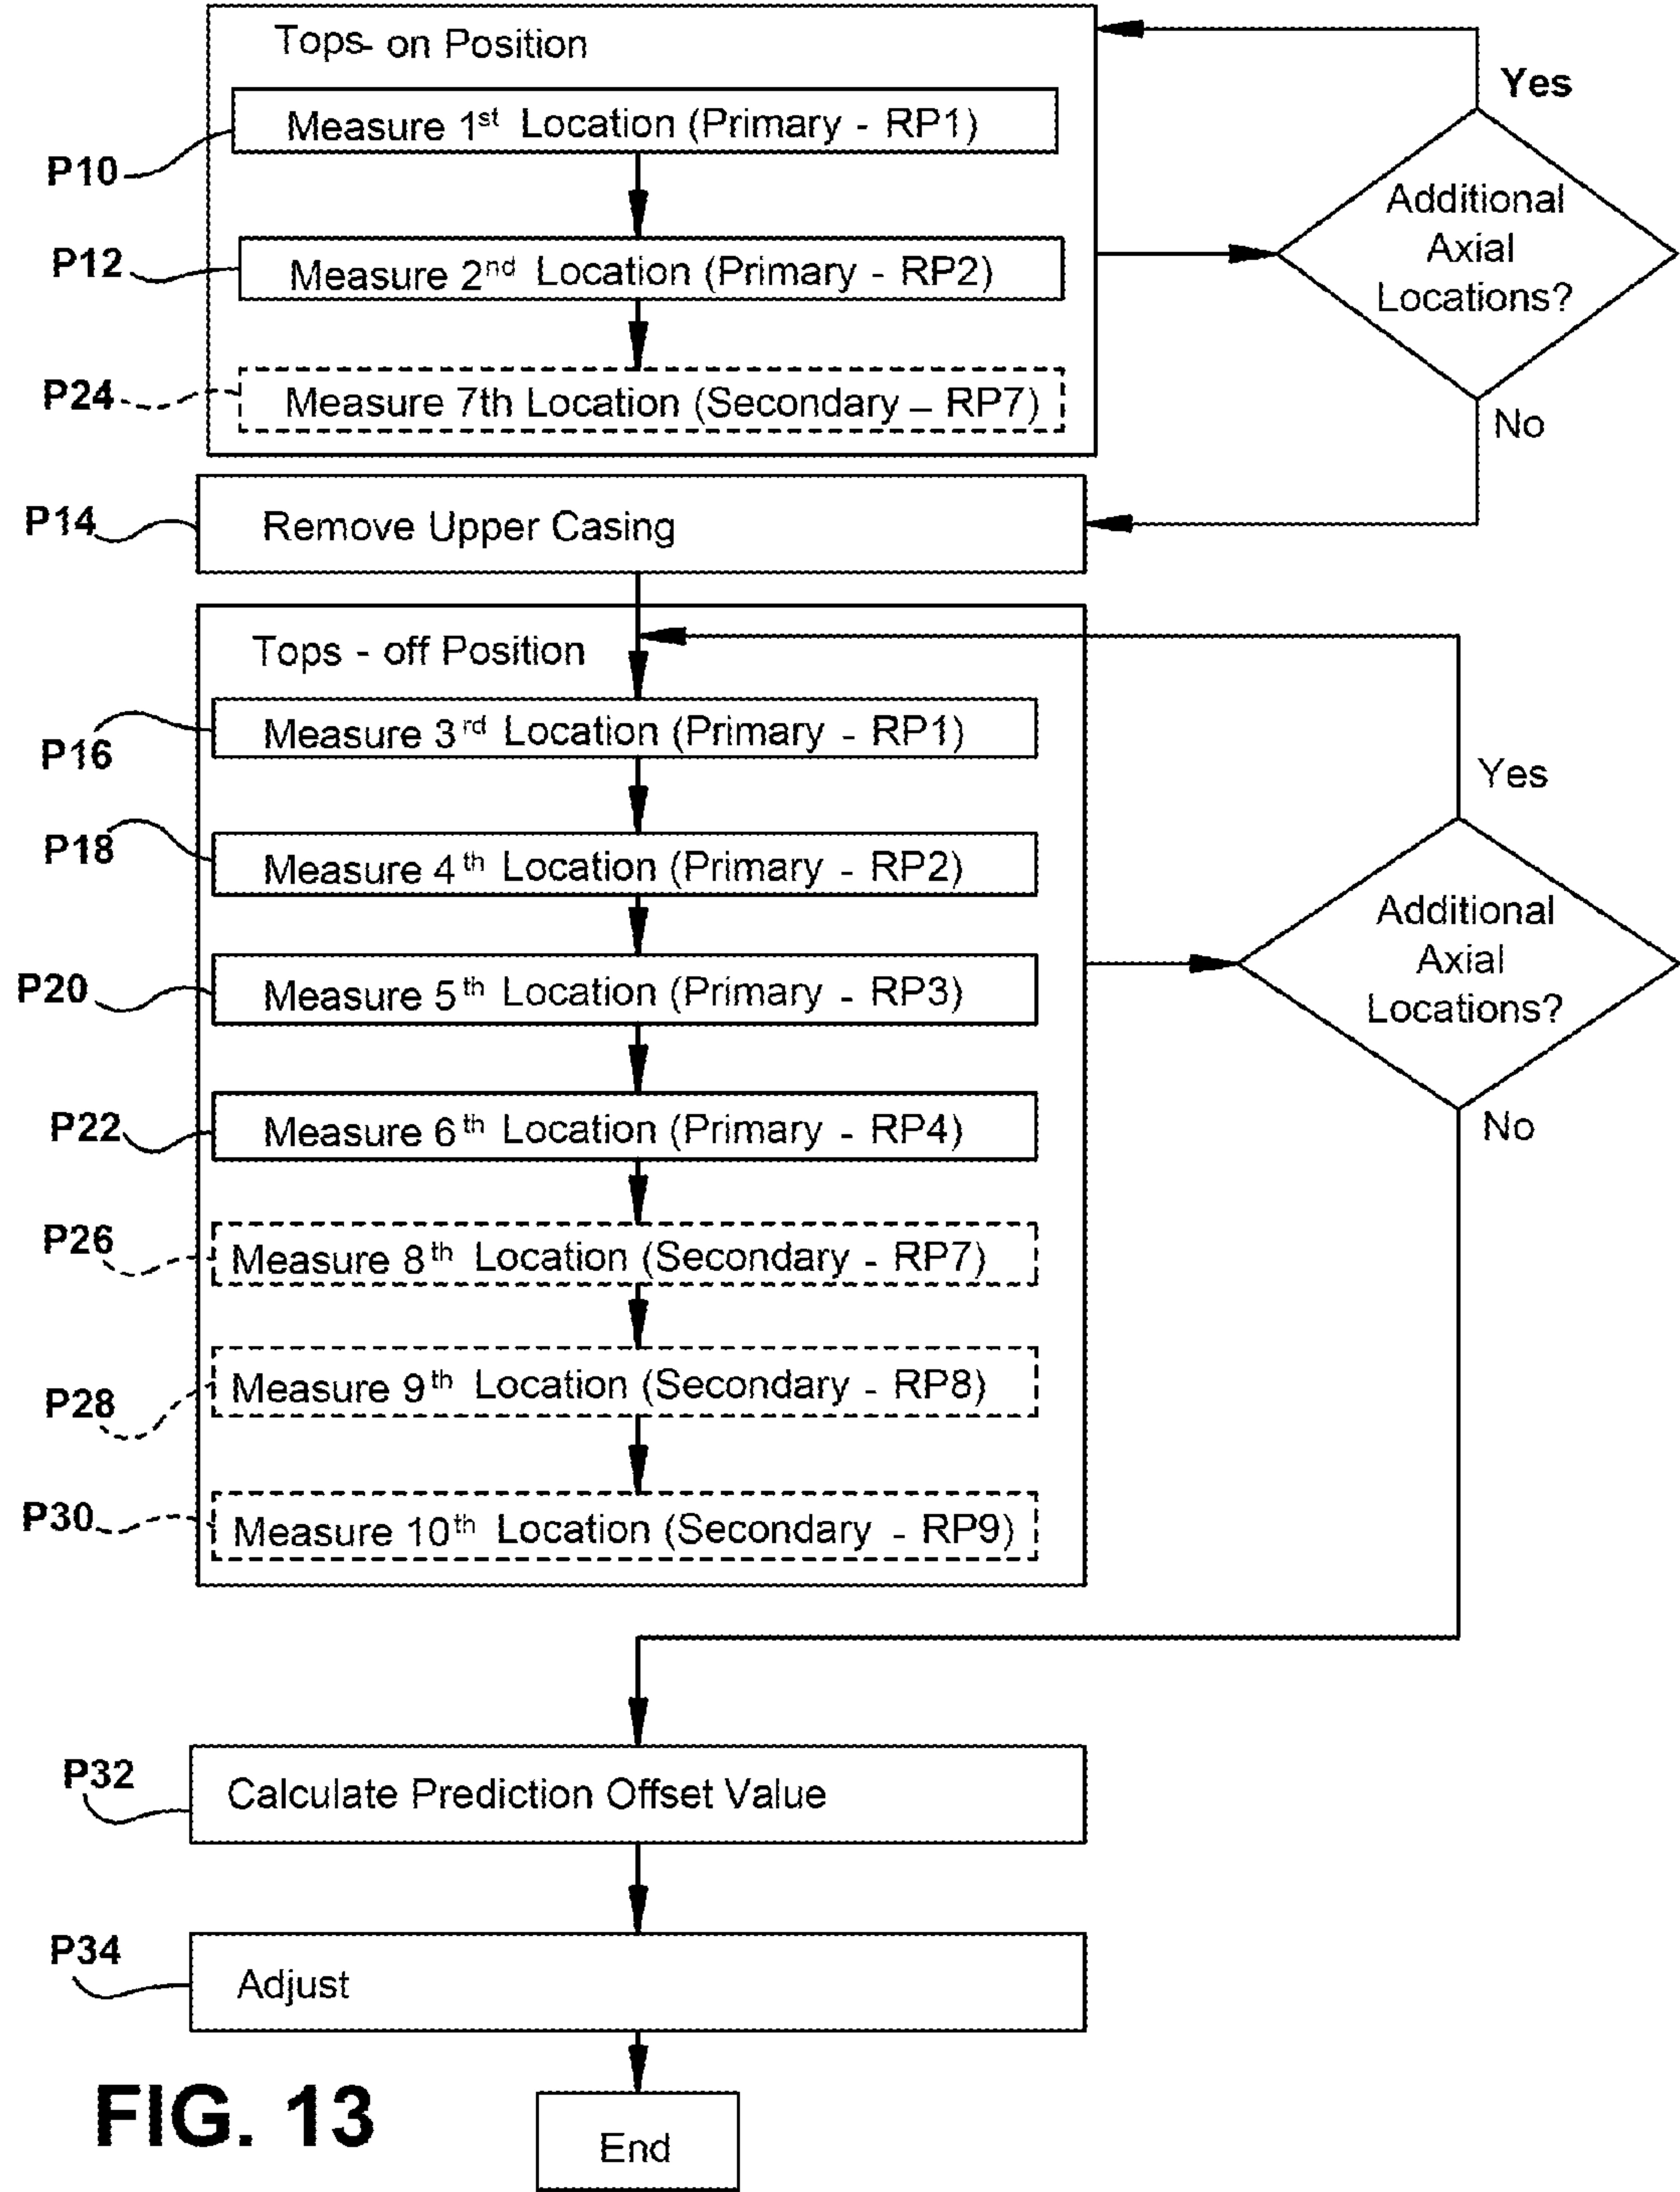 Tops- on Position
P10
Measure 1st Location (Primary - RP1)
P12
Measure 2nd Location (Primary - RP2)
P24
Measure 7th Location (Secondary – RP7)
Yes
Additional
Axial
Locations?
No
P14
Remove Upper Casing
Tops - off Position
P16
Measure 3rd Location (Primary - RP1)
P18
Measure 4th Location (Primary - RP2)
P20
Measure 5th Location (Primary - RP3)
P22
Measure 6th Location (Primary - RP4)
P26
Measure 8th Location (Secondary - RP7)
P28
Measure 9th Location (Secondary - RP8)
P30
Measure 10th Location (Secondary - RP9)
Yes
Additional
Axial
Locations?
No
P32
Calculate Prediction Offset Value
P34
Adjust
End
FIG. 13